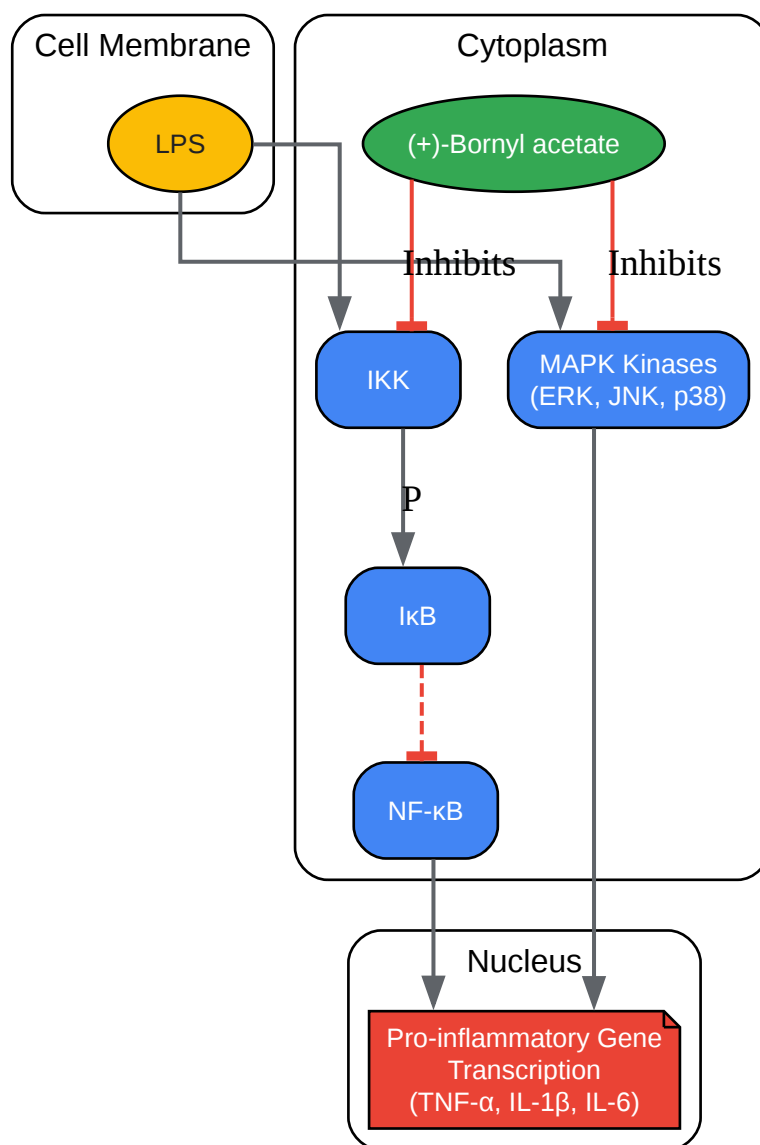 Cell Membrane
Cytoplasm
LPS
(+)-Bornyl acetate
Inhibits
Inhibits
IKK
MAPK Kinases
(ERK, JNK, p38)
P
IκB
NF-κB
Nucleus
Pro-inflammatory Gene
Transcription
(TNF-α, IL-1β, IL-6)